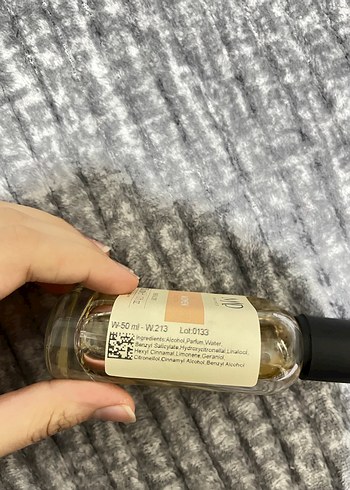 W-50 ml - W.213 Lot:0133
Ingredients:Alcohol,Parfum,Water,
Benzyl Salicylate,Hydroxycitronellal,Linalool,
Hexyl Cinnamal,Limonene,Geraniol,
Citronellol,Cinnamyl Alcohol,Benzyl Alcohol